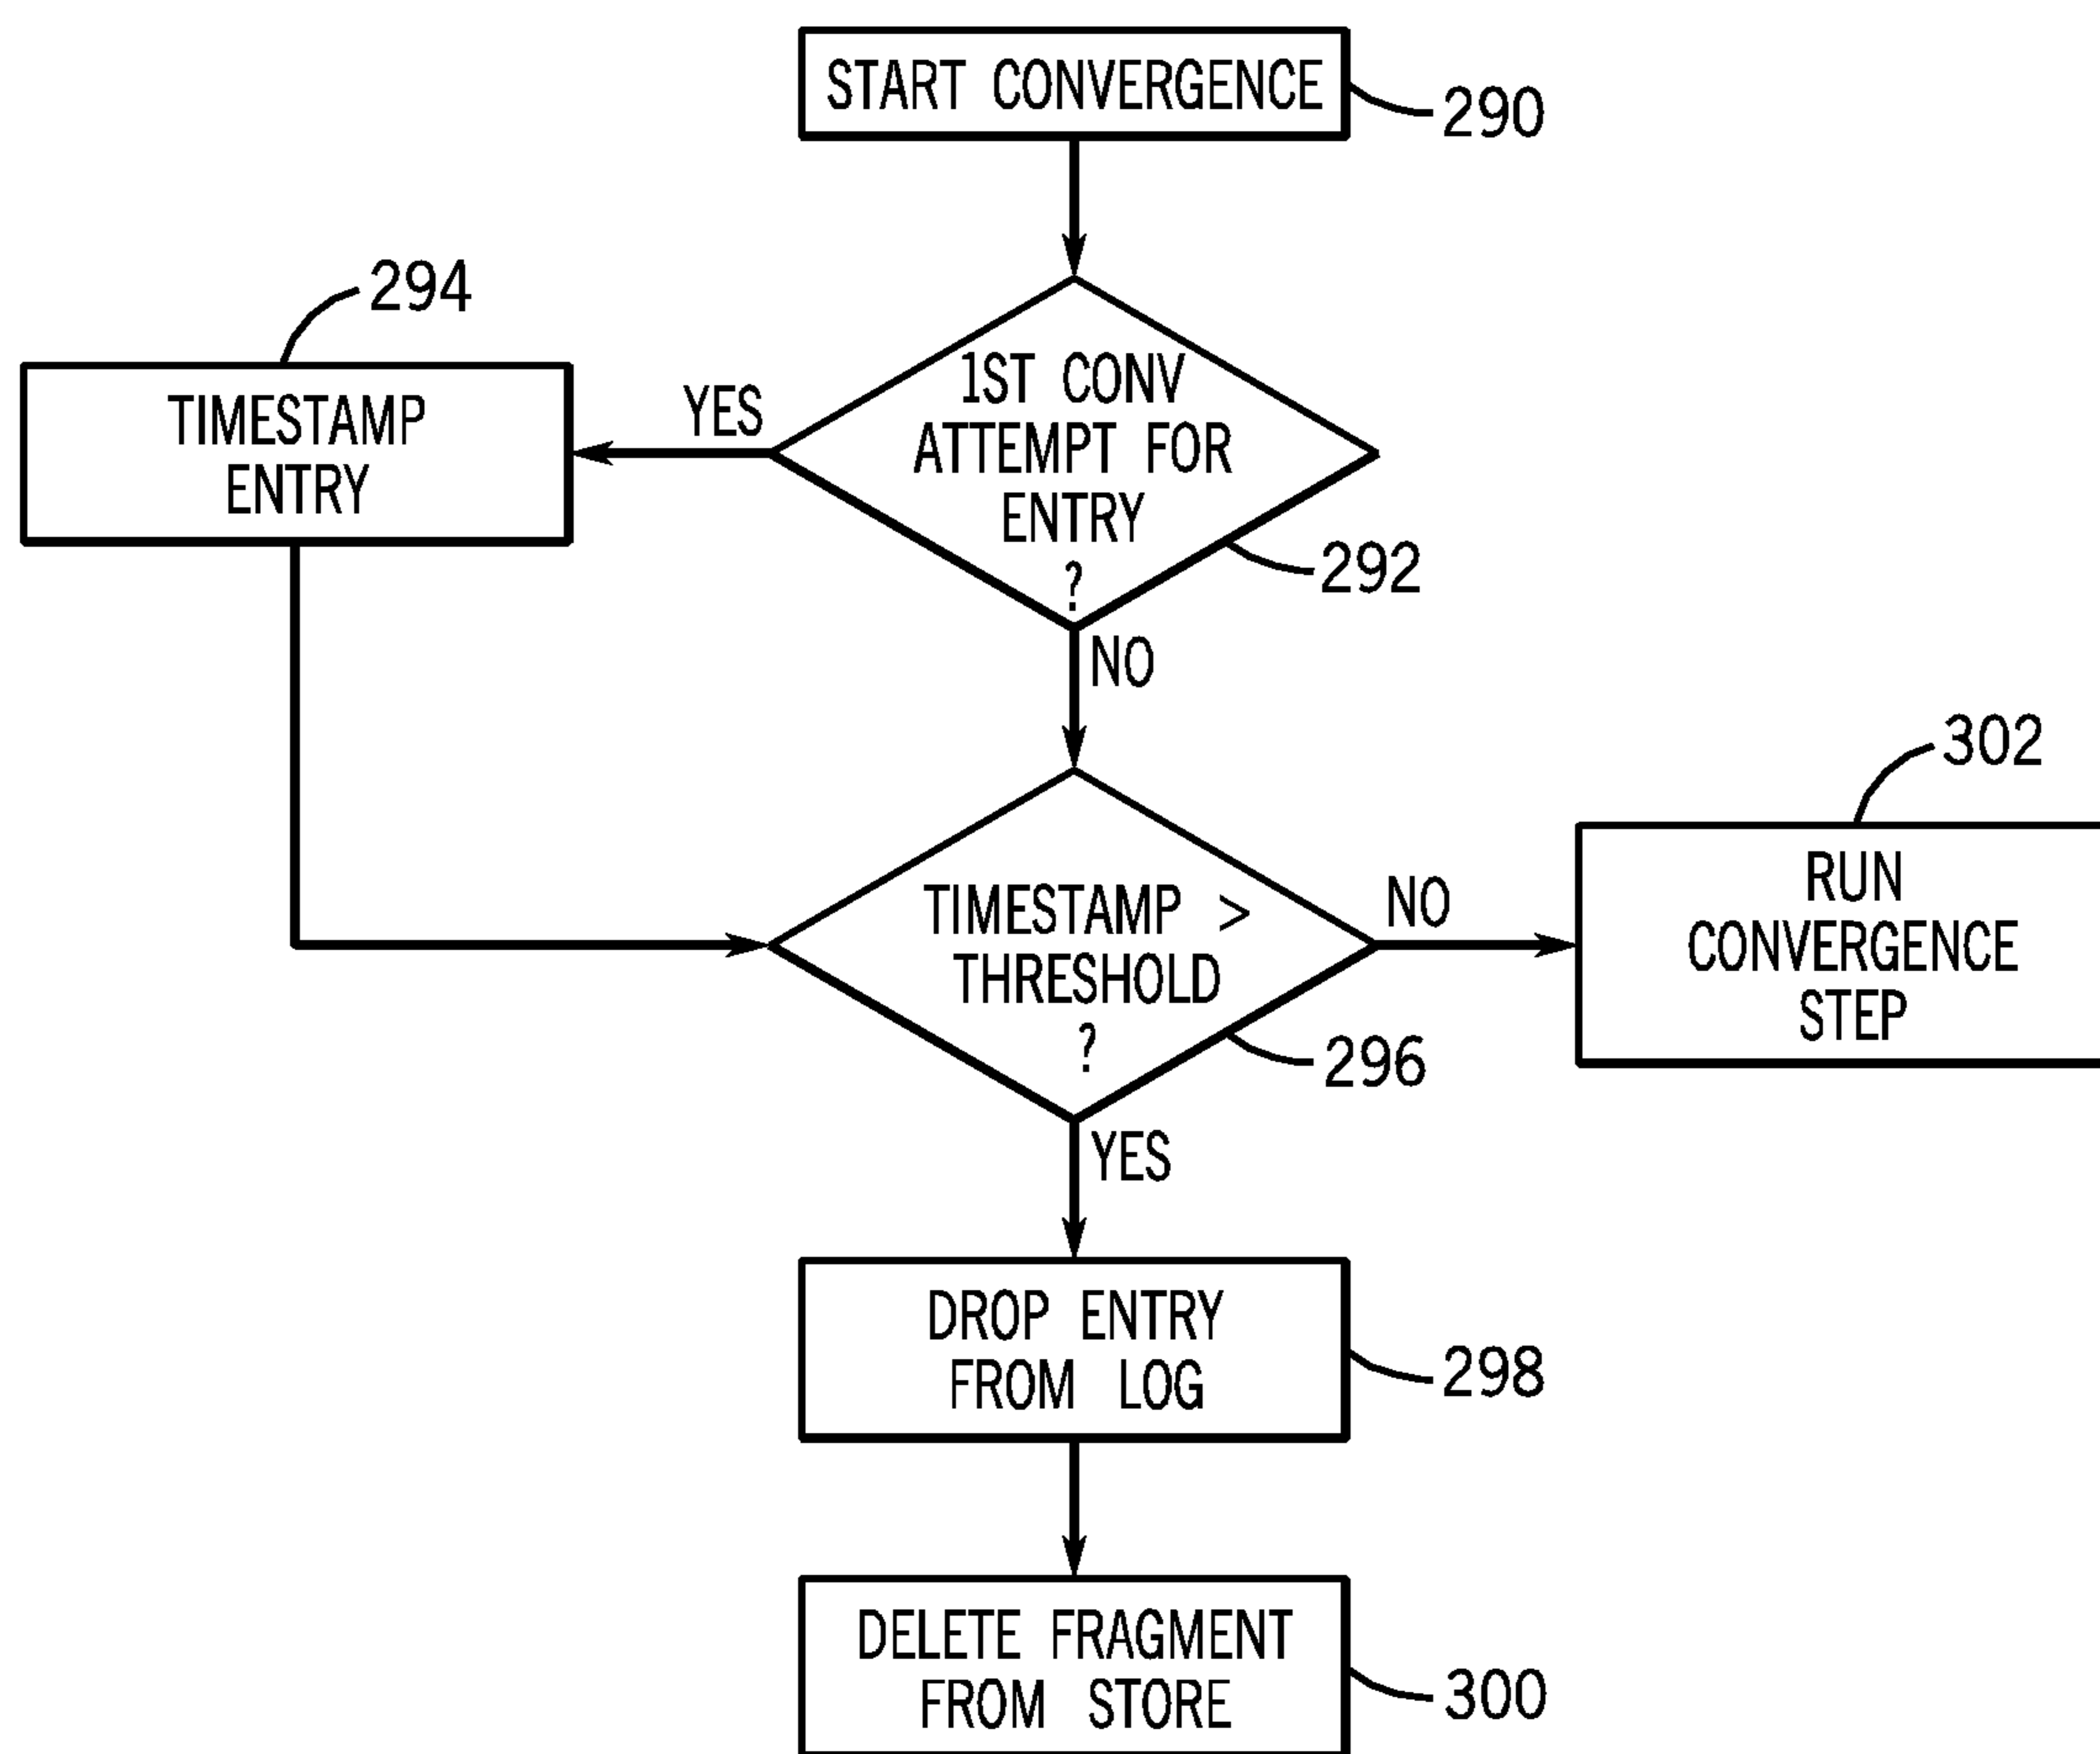 START CONVERGENCE
290
294
TIMESTAMP
ENTRY
YES
1ST CONV
ATTEMPT FOR
ENTRY
?
292
NO
302
TIMESTAMP >
THRESHOLD
?
296
NO
RUN
CONVERGENCE
STEP
YES
DROP ENTRY
FROM LOG
298
DELETE FRAGMENT
FROM STORE
300